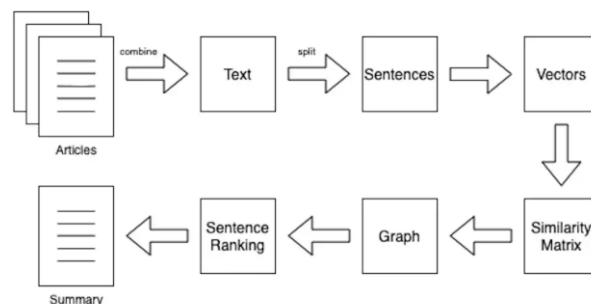 combine
split
Text
Sentences
Vectors
Articles
Sentence
Ranking
Graph
Similarity
Matrix
Summary